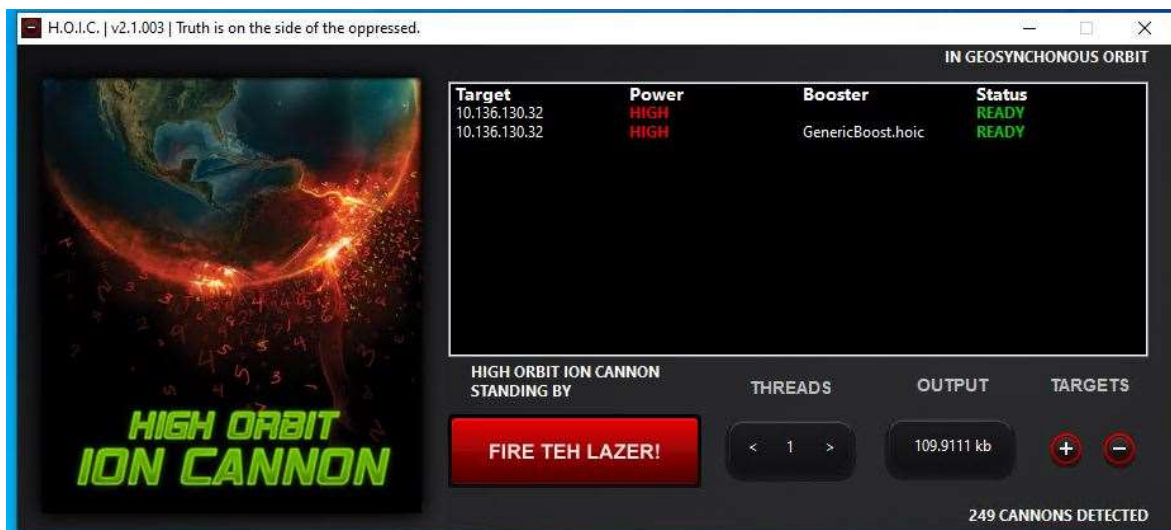 H.O.I.C. | v2.1.003 | Truth is on the side of the oppressed.
IN GEOSYNCHONOUS ORBIT
Target Power Booster Status
10.136.130.32 HIGH READY
10.136.130.32 HIGH GenericBoost.hoic READY
HIGH ORBIT
ION CANNON
HIGH ORBIT ION CANNON
STANDING BY
THREADS OUTPUT TARGETS
FIRE TEH LAZER! < 1 > 109.9111 kb + -
249 CANNONS DETECTED